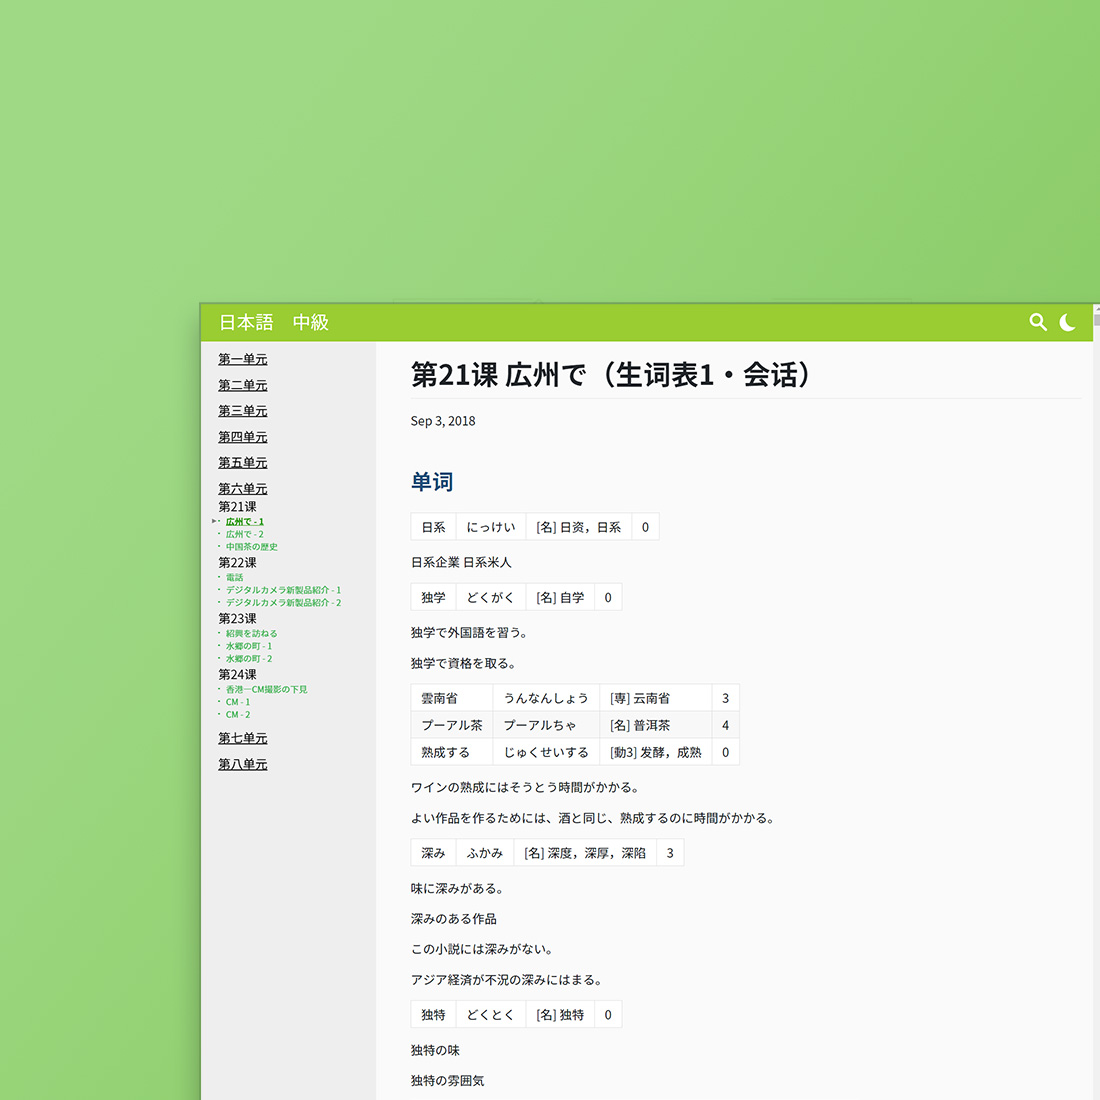 日本語 中級
第一单元
第二单元
第三单元
第四单元
第五单元
第六单元
第21课
広州で - 1
広州で - 2
中国茶の歴史
第22课
電話
デジタルカメラ新製品紹介 - 1
デジタルカメラ新製品紹介 - 2
第23课
紹興を訪ねる
水郷の町 - 1
水郷の町 - 2
第24课
香港—CM撮影の下見
CM - 1
CM - 2
第七单元
第八单元
第21课 広州で（生词表1・会话）
Sep 3, 2018
单词
日系 にっけい [名] 日资，日系 0
日系企業 日系米人
独学 どくがく [名] 自学 0
独学で外国語を習う。
独学で資格を取る。
雲南省 うんなんしょう [専] 云南省 3
プーアル茶 プーアルちゃ [名] 普洱茶 4
熟成する じゅくせいする [動3] 发酵，成熟 0
ワインの熟成にはそうとう時間がかかる。
よい作品を作るためには、酒と同じ、熟成するのに時間がかかる。
深み ふかみ [名] 深度，深厚，深陷 3
味に深みがある。
深みのある作品
この小説には深みがない。
アジア経済が不況の深みにはまる。
独特 どくとく [名] 独特 0
独特の味
独特の雰囲気